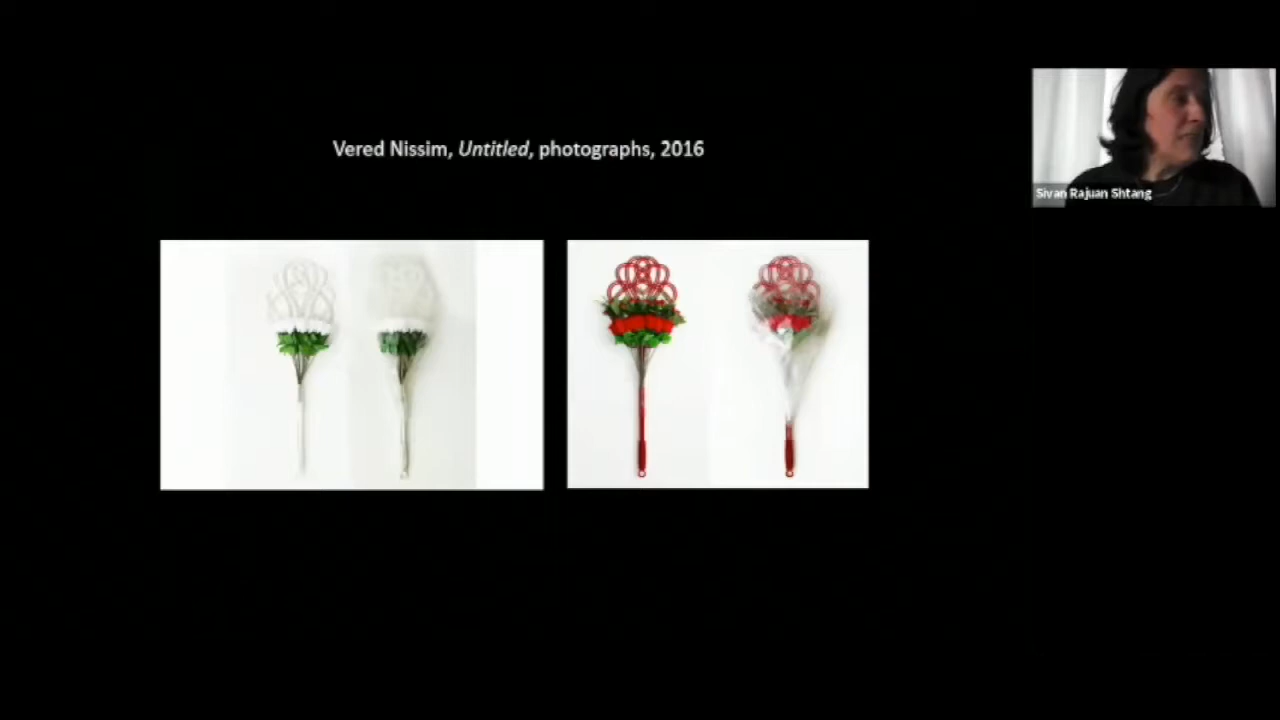 Vered Nissim, Untitled, photographs, 2016
Sivan Rajuan Shtang